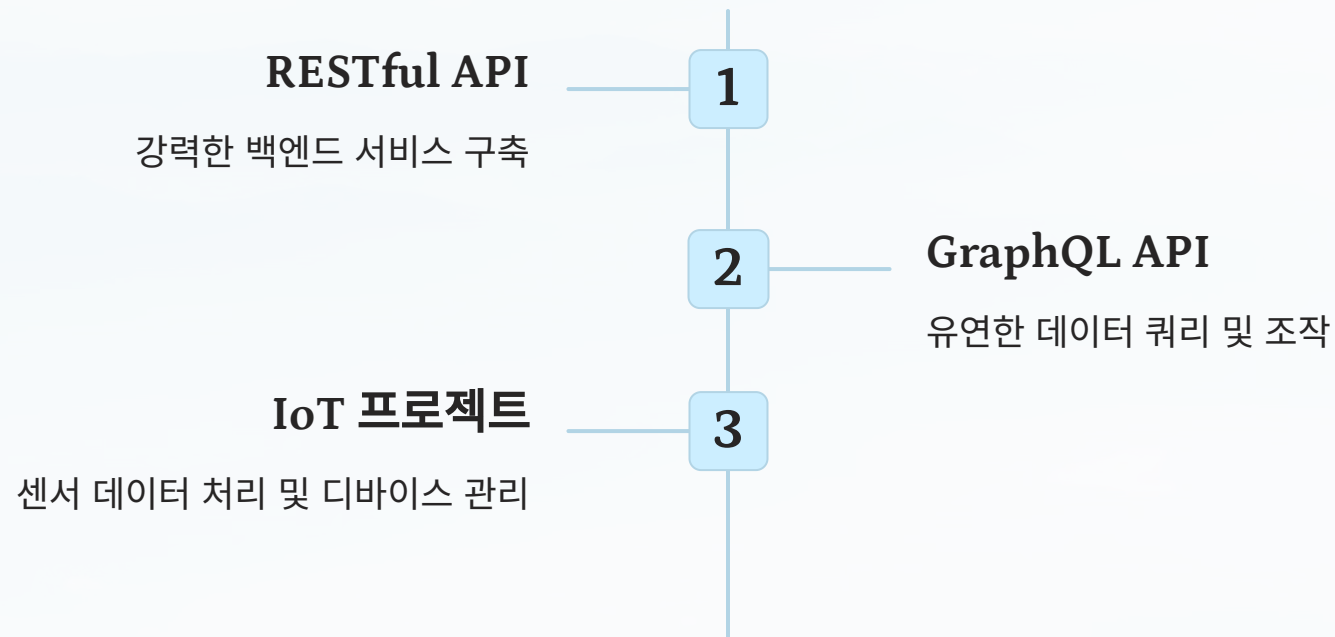 RESTful API
1
강력한 백엔드 서비스 구축
2
GraphQL API
유연한 데이터 쿼리 및 조작
IoT 프로젝트
3
센서 데이터 처리 및 디바이스 관리